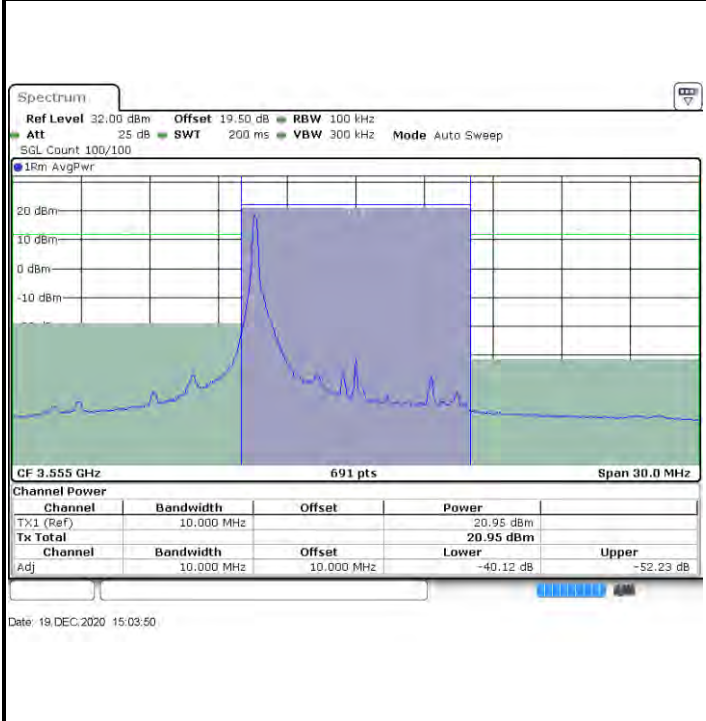 Spectrum
Ref Level 32.00 dBm Offset 19.50 dB RBW 100 kHz
Att 25 dB SWT 200 ms VBW 300 kHz Mode Auto Sweep
SGL Count 100/100
1Rm AvgPwr
20 dBm
10 dBm
0 dBm
-10 dBm
CF 3.555 GHz 691 pts Span 30.0 MHz
Channel Power
Channel Bandwidth Offset Power
TX1 (Ref) 10.000 MHz 20.95 dBm
Tx Total 20.95 dBm
Channel Bandwidth Offset Lower Upper
Adj 10.000 MHz 10.000 MHz -40.12 dB -52.23 dB
Date: 19.DEC.2020 15:03:50